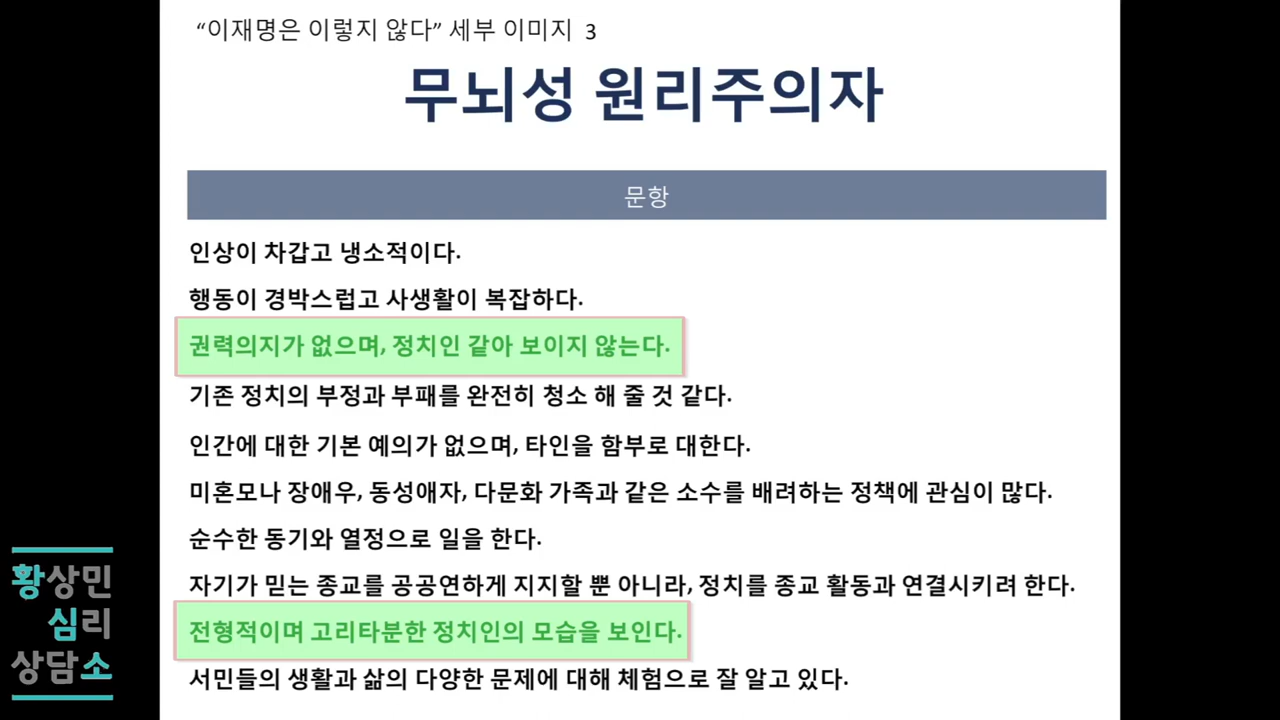 “이재명은 이렇지 않다” 세부 이미지 3
무뇌성 원리주의자
문항
인상이 차갑고 냉소적이다.
행동이 경박스럽고 사생활이 복잡하다.
권력의지가 없으며, 정치인 같아 보이지 않는다.
기존 정치의 부정과 부패를 완전히 청소 해 줄 것 같다.
인간에 대한 기본 예의가 없으며, 타인을 함부로 대한다.
미혼모나 장애우, 동성애자, 다문화 가족과 같은 소수를 배려하는 정책에 관심이 많다.
순수한 동기와 열정으로 일을 한다.
자기가 믿는 종교를 공공연하게 지지할 뿐 아니라, 정치를 종교 활동과 연결시키려 한다.
전형적이며 고리타분한 정치인의 모습을 보인다.
서민들의 생활과 삶의 다양한 문제에 대해 체험으로 잘 알고 있다.
황상민
심리
상담소